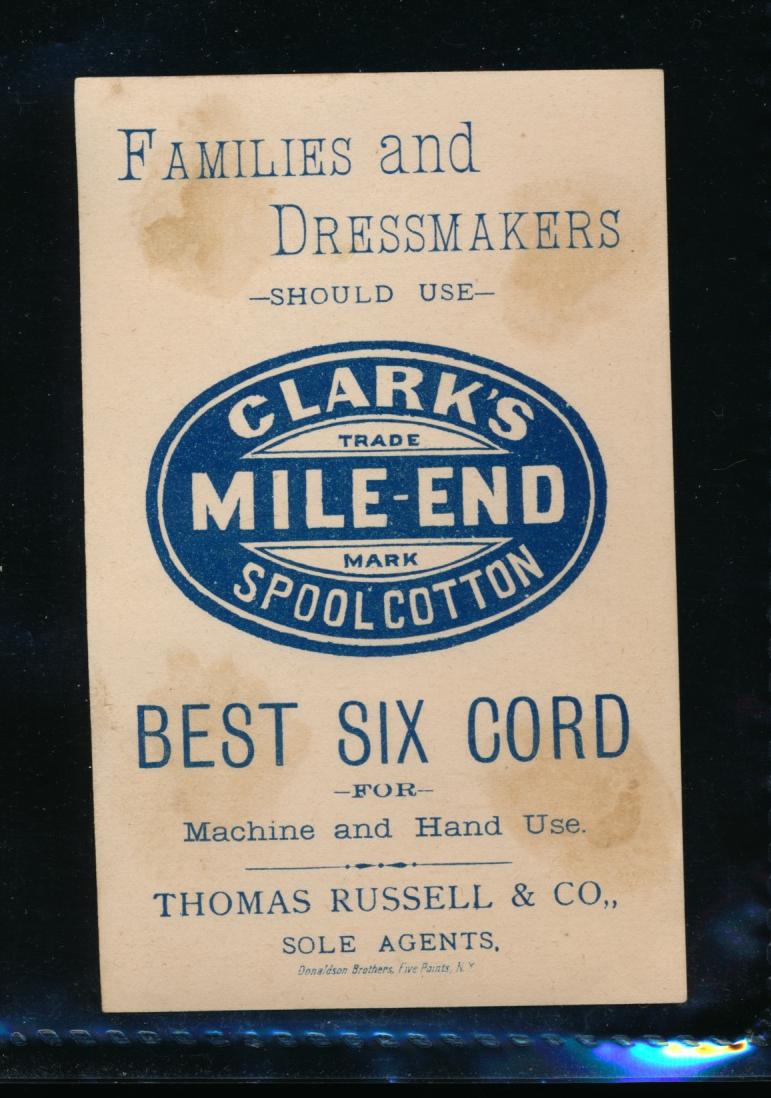 FAMILIES and
DRESSMAKERS
—SHOULD USE—
CLARK'S
TRADE
MILE-END
MARK
SPOOL COTTON
BEST SIX CORD
—FOR—
Machine and Hand Use.
THOMAS RUSSELL & CO.,,
SOLE AGENTS.
Donaldson Brothers, Five Points, N.Y